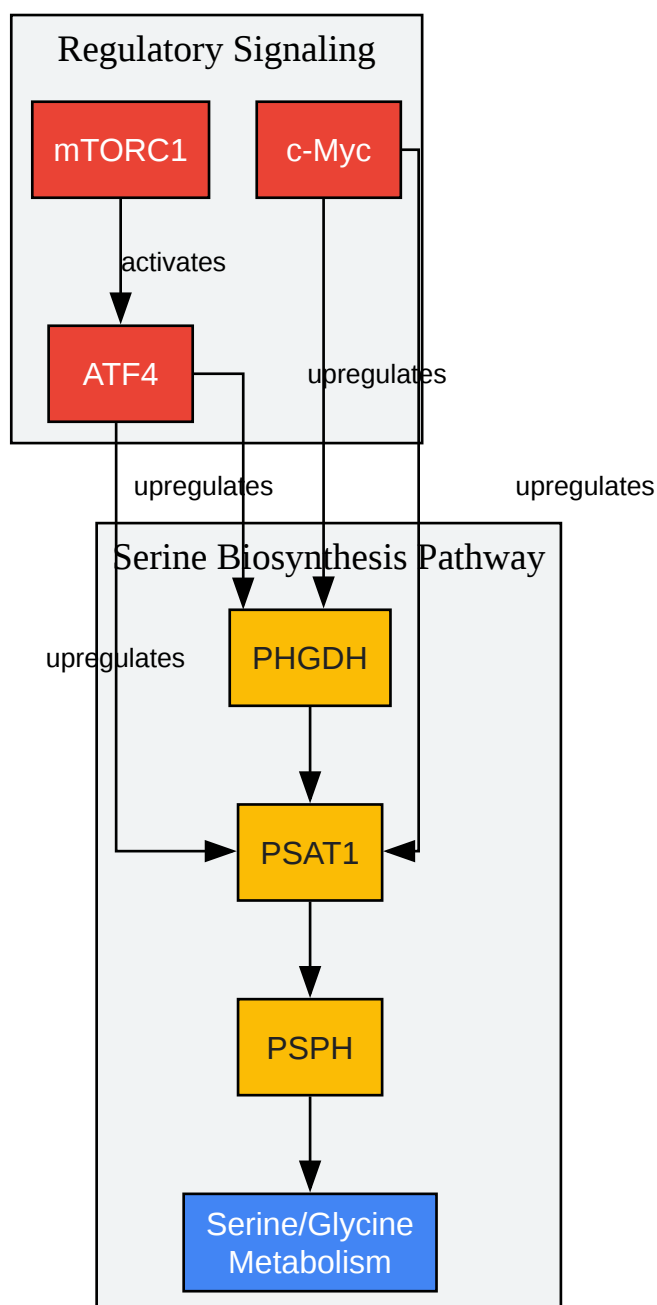 Regulatory Signaling
mTORC1
c-Myc
activates
ATF4
upregulates
upregulates
upregulates
Serine Biosynthesis Pathway
PHGDH
upregulates
PSAT1
PSPH
Serine/Glycine
Metabolism